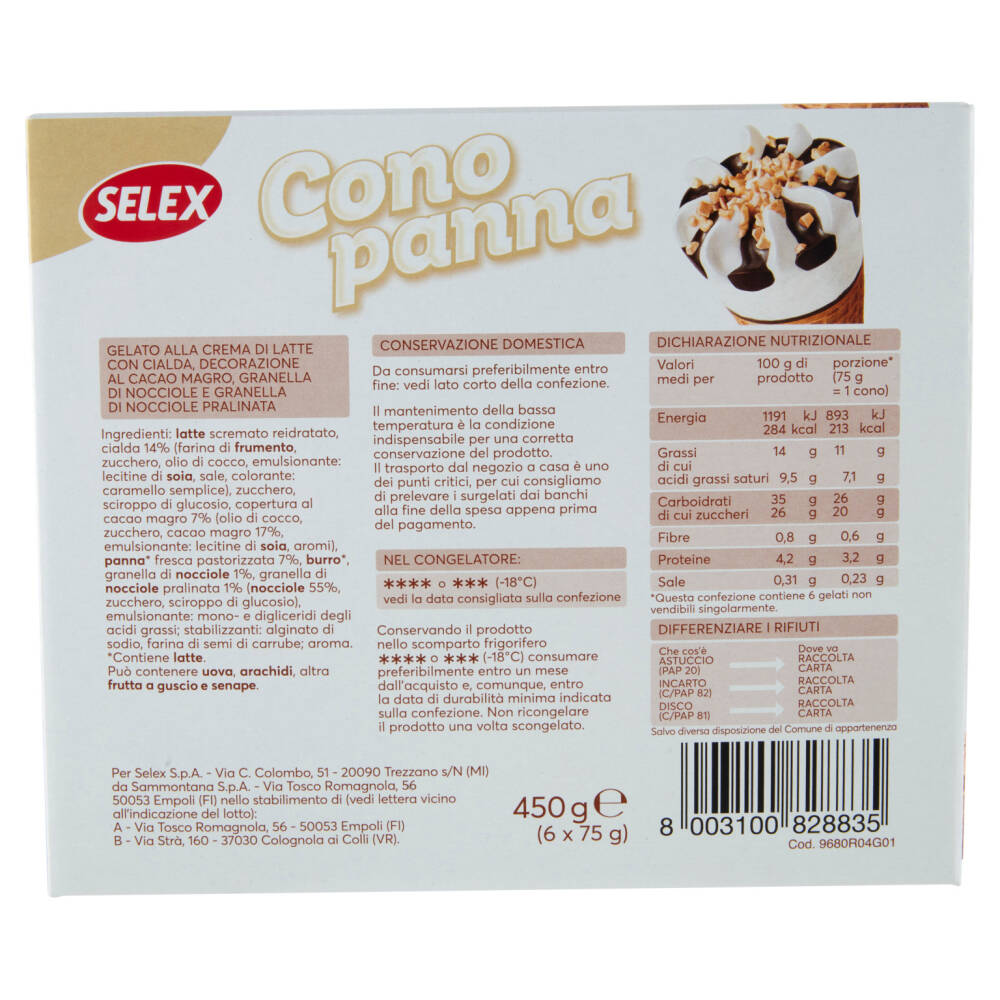 SELEX
Cono
panna
GELATO ALLA CREMA DI LATTE
CON CIALDA, DECORAZIONE
AL CACAO MAGRO, GRANELLA
DI NOCCIOLE E GRANELLA
DI NOCCIOLE PRALINATA
Ingredienti: latte scremato reidratato,
cialda 14% (farina di frumento,
zucchero, olio di cocco, emulsionante:
lecitine di soia, sale, colorante:
caramello semplice), zucchero,
sciroppo di glucosio, copertura al
cacao magro 7% (olio di cocco,
zucchero, cacao magro 17%,
emulsionante: lecitine di soia, aromi),
panna* fresca pastorizzata 7%, burro*,
granella di nocciole 1%, granella di
nocciole pralinata 1% (nocciole 55%,
zucchero, sciroppo di glucosio),
emulsionante: mono- e digliceridi degli
acidi grassi; stabilizzanti: alginato di
sodio, farina di semi di carrube; aroma.
*Contiene latte.
Può contenere uova, arachidi, altra
frutta a guscio e senape.
CONSERVAZIONE DOMESTICA
Da consumarsi preferibilmente entro
fine: vedi lato corto della confezione.
Il mantenimento della bassa
temperatura è la condizione
indispensabile per una corretta
conservazione del prodotto.
Il trasporto dal negozio a casa è uno
dei punti critici, per cui consigliamo
di prelevare i surgelati dai banchi
alla fine della spesa appena prima
del pagamento.
NEL CONGELATORE:
**** o *** (-18°C)
vedi la data consigliata sulla confezione
Conservando il prodotto
nello scomparto frigorifero
**** o *** (-18°C) consumare
preferibilmente entro un mese
dall'acquisto e, comunque, entro
la data di durabilità minima indicata
sulla confezione. Non ricongelare
il prodotto una volta scongelato.
DICHIARAZIONE NUTRIZIONALE
Valori 100 g di porzione*
medi per prodotto (75 g
= 1 cono)
Energia 1191 kJ 893 kJ
284 kcal 213 kcal
Grassi 14 g 11 g
di cui
acidi grassi saturi 9,5 g 7,1 g
Carboidrati 35 g 26 g
di cui zuccheri 26 g 20 g
Fibre 0,8 g 0,6 g
Proteine 4,2 g 3,2 g
Sale 0,31 g 0,23 g
*Questa confezione contiene 6 gelati non
vendibili singolarmente.
DIFFERENZIARE I RIFIUTI
Che cos'è Dove va
ASTUCCIO RACCOLTA
(PAP 20) CARTA
INCARTO RACCOLTA
(C/PAP 82) CARTA
DISCO RACCOLTA
(C/PAP 81) CARTA
Salvo diversa disposizione del Comune di appartenenza
Per Selex S.p.A. - Via C. Colombo, 51 - 20090 Trezzano s/N (MI)
da Sammontana S.p.A. - Via Tosco Romagnola, 56
50053 Empoli (FI) nello stabilimento di (vedi lettera vicino
all'indicazione del lotto):
A - Via Tosco Romagnola, 56 - 50053 Empoli (FI)
B - Via Strà, 160 - 37030 Colognola ai Colli (VR).
450 g e
(6 x 75 g)
8 003100 828835
Cod. 9680R04G01